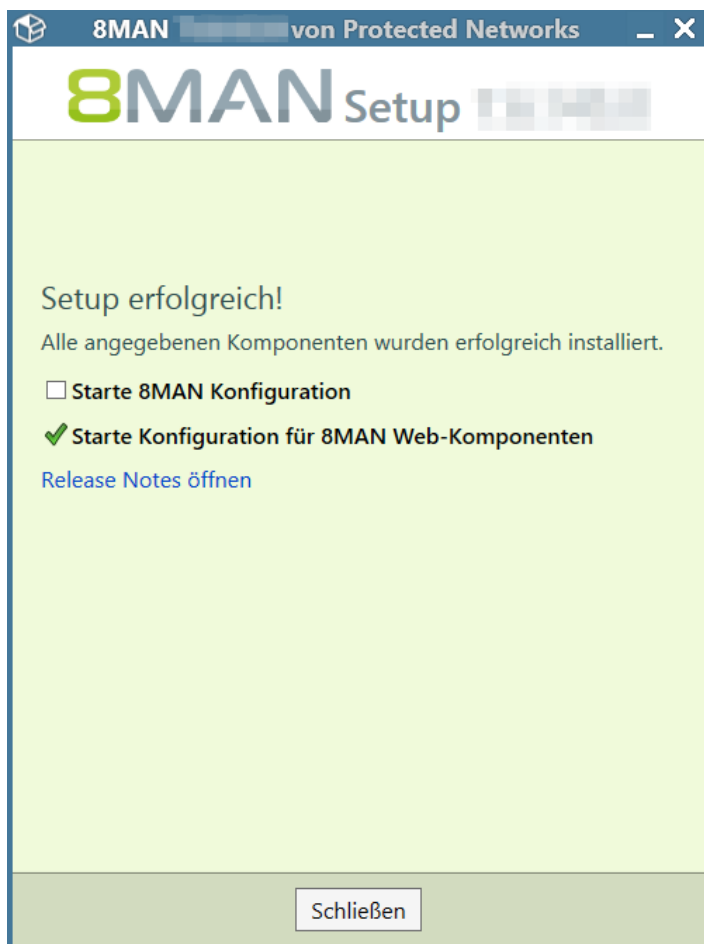 8MAN von Protected Networks
8MAN Setup
Setup erfolgreich!
Alle angegebenen Komponenten wurden erfolgreich installiert.
Starte 8MAN Konfiguration
Starte Konfiguration für 8MAN Web-Komponenten
Release Notes öffnen
Schließen